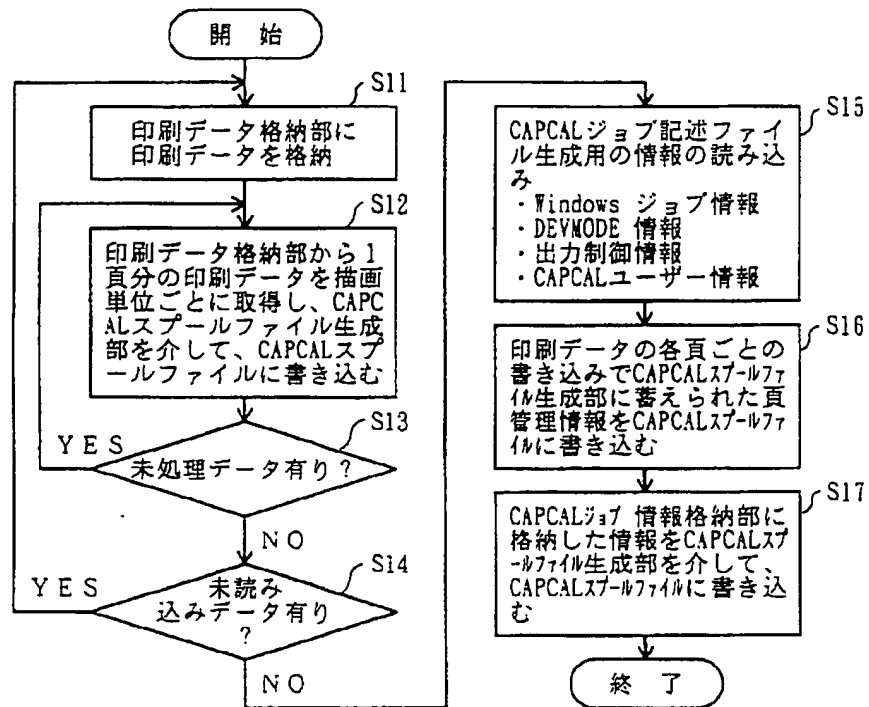 開 始
S11
印刷データ格納部に
印刷データを格納
S12
印刷データ格納部から1
頁分の印刷データを描画
単位ごとに取得し、CAPC
ALスプールファイル生成
部を介して、CAPCALスプ
ールファイルに書き込む
S13
YES
未処理データ有り?
NO
S14
YES
未読み
込みデータ有り
?
NO
S15
CAPCALジョブ記述ファイ
ル生成用の情報の読み込
み
・Windows ジョブ情報
・DEVMODE 情報
・出力制御情報
・CAPCALユーザー情報
S16
印刷データの各頁ごとの
書き込みでCAPCALｽﾌﾟｰﾙﾌｧ
ｲﾙ生成部に蓄えられた頁
管理情報をCAPCALｽﾌﾟｰﾙﾌｧ
ｲﾙに書き込む
S17
CAPCALｼﾞｮﾌﾞ 情報格納部に
格納した情報をCAPCALｽﾌﾟ
ｰﾙﾌｧｲﾙ生成部を介して、
CAPCALｽﾌﾟｰﾙﾌｧｲﾙに書き込
む
終 了